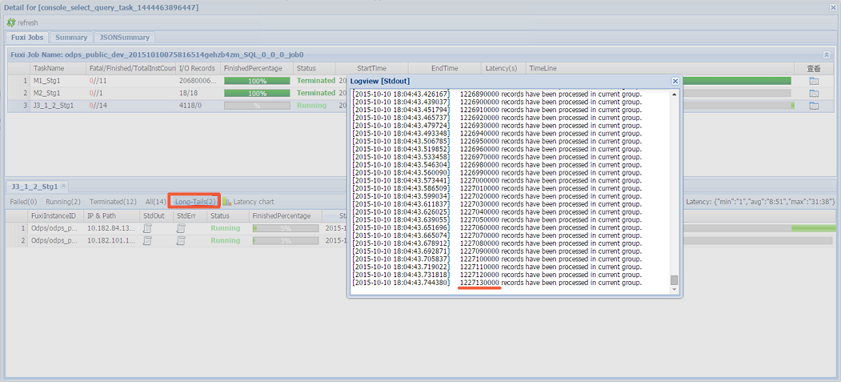 Detail for [console_select_query_task_1444463896447]
refresh
Fuxi Jobs Summary JSONSummary
Fuxi Job Name: odps_public_dev_20151010075816514gehzb4zm_SQL_0_0_0_job0
TaskName Fatal/Finished/TotalInstCount I/O Records FinishedPercentage Status StartTime EndTime Latency(s) TimeLine 查看
1 M1_Stg1 0//11 20680006... 100% Terminated
2 M2_Stg1 0//1 18/18 100% Terminated
3 J3_1_2_Stg1 0//14 4118/0 % Running
Logview [Stdout]
[2015-10-10 18:04:43.426167] 1226890000 records have been processed in current group.
[2015-10-10 18:04:43.439037] 1226900000 records have been processed in current group.
[2015-10-10 18:04:43.451794] 1226910000 records have been processed in current group.
[2015-10-10 18:04:43.465737] 1226920000 records have been processed in current group.
[2015-10-10 18:04:43.479724] 1226930000 records have been processed in current group.
[2015-10-10 18:04:43.493348] 1226940000 records have been processed in current group.
[2015-10-10 18:04:43.506785] 1226950000 records have been processed in current group.
[2015-10-10 18:04:43.519852] 1226960000 records have been processed in current group.
[2015-10-10 18:04:43.533458] 1226970000 records have been processed in current group.
[2015-10-10 18:04:43.546304] 1226980000 records have been processed in current group.
[2015-10-10 18:04:43.560090] 1226990000 records have been processed in current group.
[2015-10-10 18:04:43.573441] 1227000000 records have been processed in current group.
[2015-10-10 18:04:43.586509] 1227010000 records have been processed in current group.
[2015-10-10 18:04:43.599034] 1227020000 records have been processed in current group.
[2015-10-10 18:04:43.611837] 1227030000 records have been processed in current group.
[2015-10-10 18:04:43.626025] 1227040000 records have been processed in current group.
[2015-10-10 18:04:43.639055] 1227050000 records have been processed in current group.
[2015-10-10 18:04:43.651696] 1227060000 records have been processed in current group.
[2015-10-10 18:04:43.665074] 1227070000 records have been processed in current group.
[2015-10-10 18:04:43.678912] 1227080000 records have been processed in current group.
[2015-10-10 18:04:43.692871] 1227090000 records have been processed in current group.
[2015-10-10 18:04:43.705837] 1227100000 records have been processed in current group.
[2015-10-10 18:04:43.719022] 1227110000 records have been processed in current group.
[2015-10-10 18:04:43.731818] 1227120000 records have been processed in current group.
[2015-10-10 18:04:43.744380] 1227130000 records have been processed in current group.
J3_1_2_Stg1
Failed(0) Running(2) Terminated(12) All(14) Long-Tails(2) Latency chart Latency: {"min":"1","avg":"8:51","max":"31:38"}
FuxiInstanceID IP & Path StdOut StdErr Status FinishedPercentage
1 Odps/odps_p... 10.182.84.13... Running 5%
2 Odps/odps_p... 10.182.101.1... Running